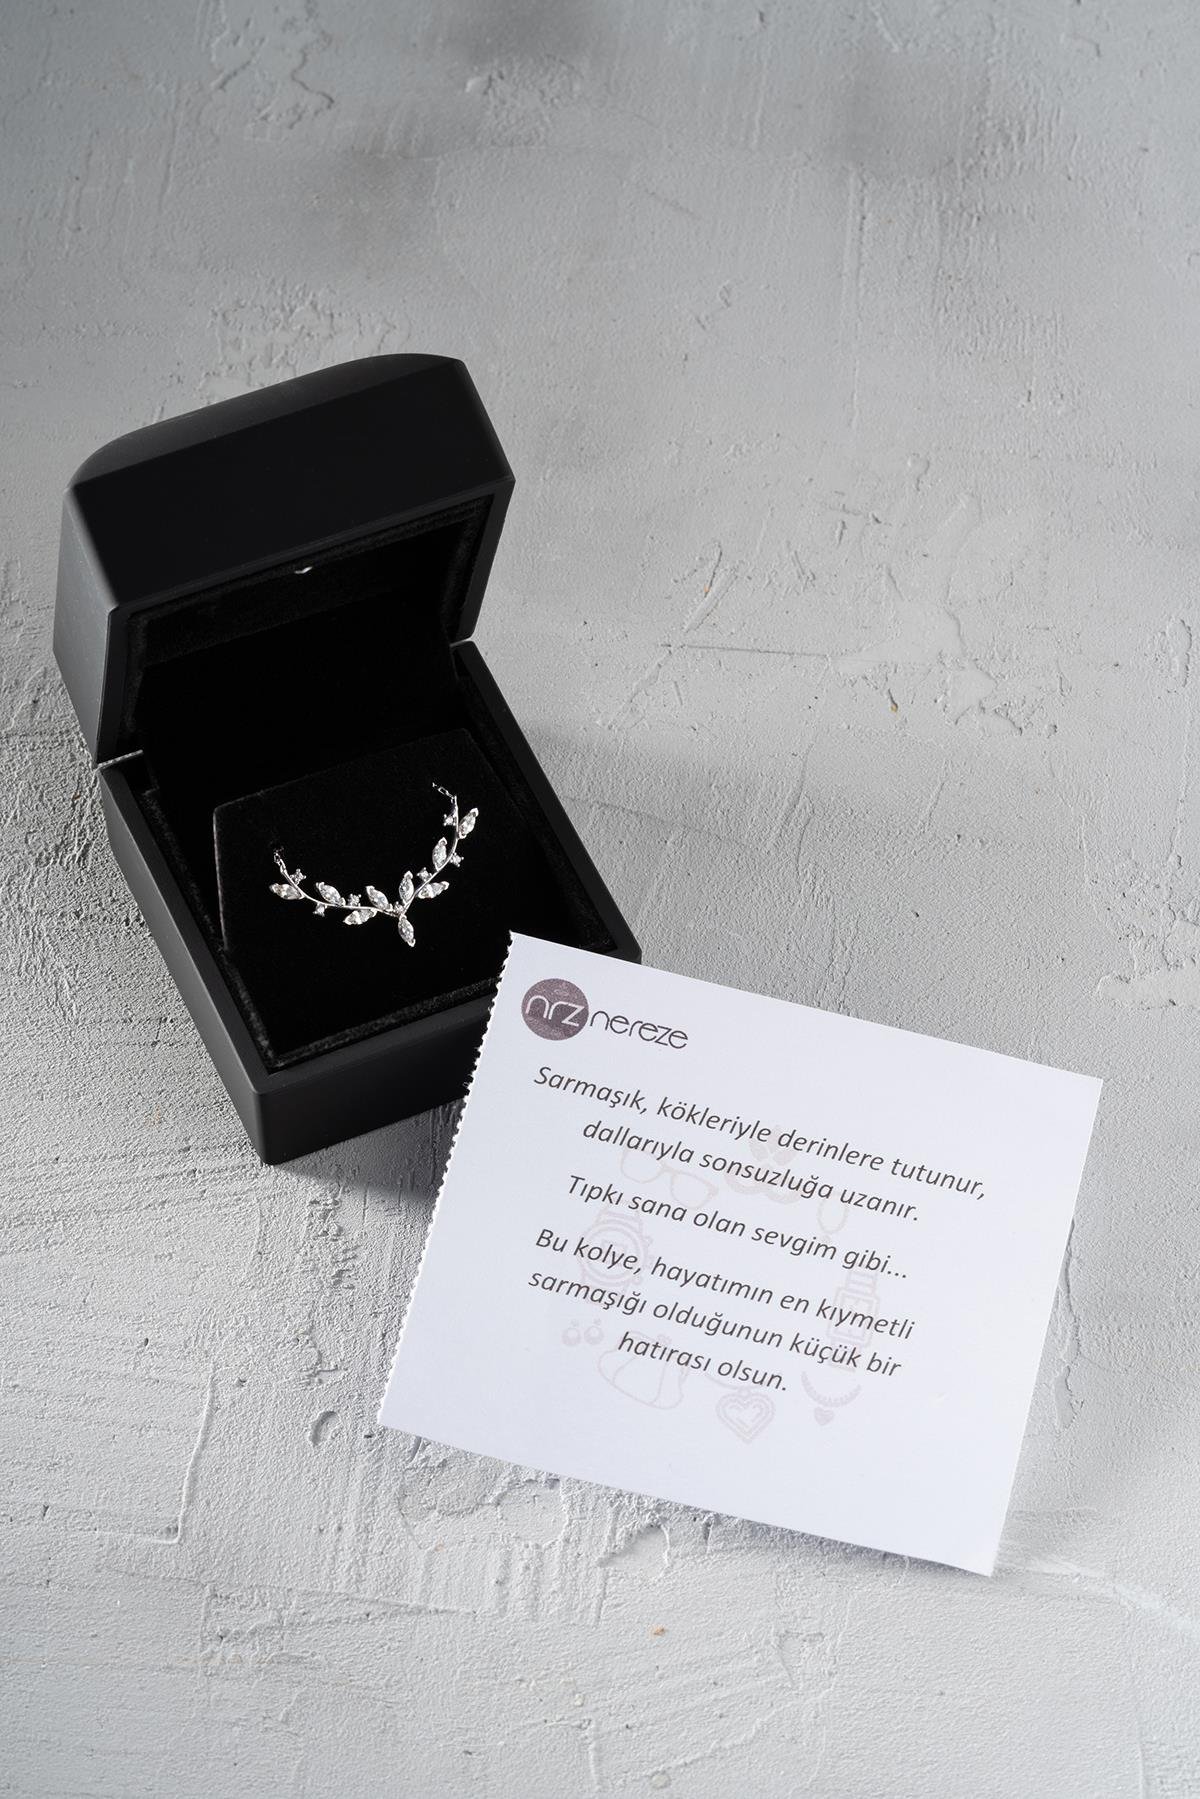 nrz nereze
Sarmaşık, kökleriyle derinlere tutunur,
dallarıyla sonsuzluğa uzanır.
Tıpkı sana olan sevgim gibi...
Bu kolye, hayatımın en kıymetli
sarmaşığı olduğunun küçük bir
hatırası olsun.